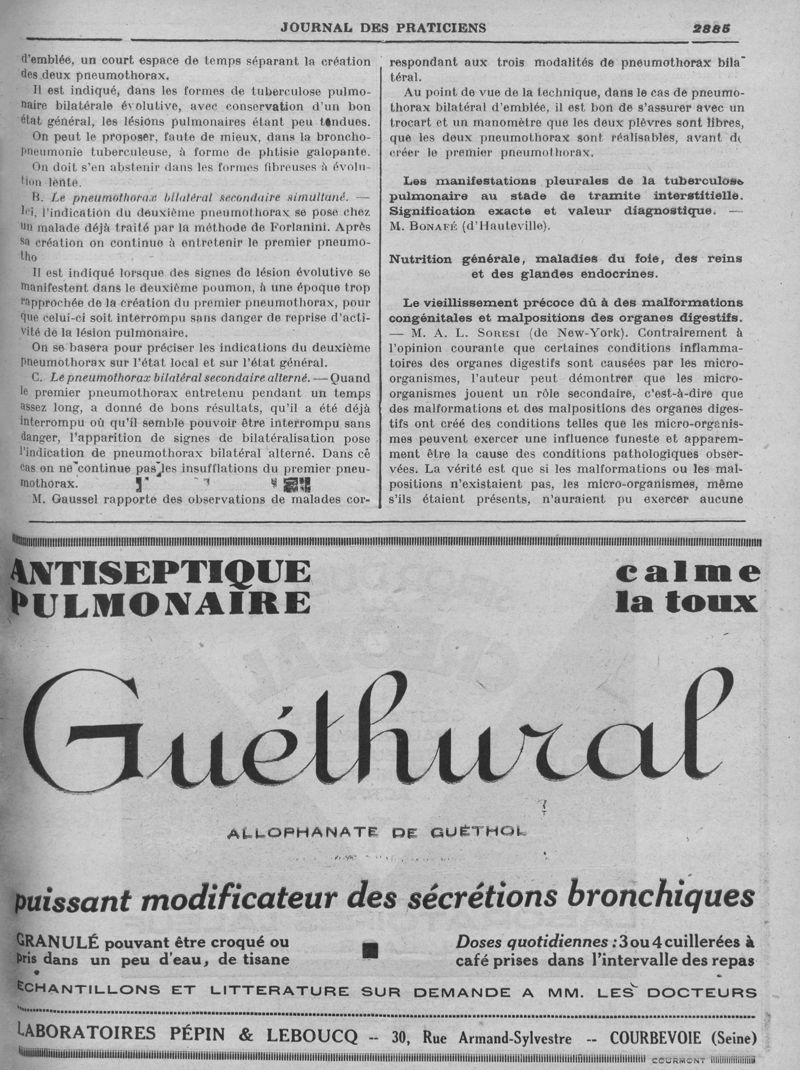 JOURNAL DES PRATICIENS 2885
d'emblée, un court espace de temps séparant la création
des deux pneumothorax.
Il est indiqué, dans les formes de tuberculose pulmo-
naire bilatérale évolutive, avec conservation d'un bon
état général, les lésions pulmonaires étant peu tendues.
On peut le proposer, faute de mieux, dans la broncho-
pneumonie tuberculeuse, à forme de phtisie galopante.
On doit s'en abstenir dans les formes fibreuses à évolu-
tion lente.
B. Le pneumothorax bilatéral secondaire simultané. —
Ici, l'indication du deuxième pneumothorax se pose chez
un malade déjà traité par la méthode de Forlanini. Après
sa création on continue à entretenir le premier pneumo-
tho
Il est indiqué lorsque des signes de lésion évolutive se
manifestent dans le deuxième poumon, à une époque trop
rapprochée de la création du premier pneumothorax, pour
que celui-ci soit interrompu sans danger de reprise d'acti-
vité de la lésion pulmonaire.
On se basera pour préciser les indications du deuxième
pneumothorax sur l'état local et sur l'état général.
C. Le pneumothorax bilatéral secondaire alterné. — Quand
le premier pneumothorax entretenu pendant un temps
assez long, a donné de bons résultats, qu'il a été déjà
interrompu où qu'il semble pouvoir être interrompu sans
danger, l'apparition de signes de bilatéralisation pose
l'indication de pneumothorax bilatéral alterné. Dans ce
cas on ne continue pas les insufflations du premier pneu-
mothorax.
M. Gaussel rapporte des observations de malades cor-
respondant aux trois modalités de pneumothorax bila-
téral.
Au point de vue de la technique, dans le cas de pneumo-
thorax bilatéral d'emblée, il est bon de s'assurer avec un
trocart et un manomètre que les deux plèvres sont libres,
que les deux pneumothorax sont réalisables, avant de
créer le premier pneumothorax.
Les manifestations pleurales de la tuberculose
pulmonaire au stade de tramite interstitielle.
Signification exacte et valeur diagnostique. —
M. BONAFÉ (d'Hauteville).
Nutrition générale, maladies du foie, des reins
et des glandes endocrines.
Le vieillissement précoce dû à des malformations
congénitales et malpositions des organes digestifs.
— M. A. L. SORESI (de New-York). Contrairement à
l'opinion courante que certaines conditions inflamma-
toires des organes digestifs sont causées par les micro-
organismes, l'auteur peut démontrer que les micro-
organismes jouent un rôle secondaire, c'est-à-dire que
des malformations et des malpositions des organes diges-
tifs ont créé des conditions telles que les micro-organis-
mes peuvent exercer une influence funeste et apparem-
ment être la cause des conditions pathologiques obser-
vées. La vérité est que si les malformations ou les mal-
positions n'existaient pas, les micro-organismes, même
s'ils étaient présents, n'auraient pu exercer aucune
ANTISEPTIQUE
PULMONAIRE
calme
la toux
Guéthural
ALLOPHANATE DE GUÉTHOL
puissant modificateur des sécrétions bronchiques
GRANULÉ pouvant être croqué ou
pris dans un peu d'eau, de tisane
Doses quotidiennes : 3 ou 4 cuillerées à
café prises dans l'intervalle des repas
ÉCHANTILLONS ET LITTERATURE SUR DEMANDE A MM. LES DOCTEURS
LABORATOIRES PÉPIN & LEBOUCQ -- 30, Rue Armand-Sylvestre -- COURBEVOIE (Seine)
COURMONT